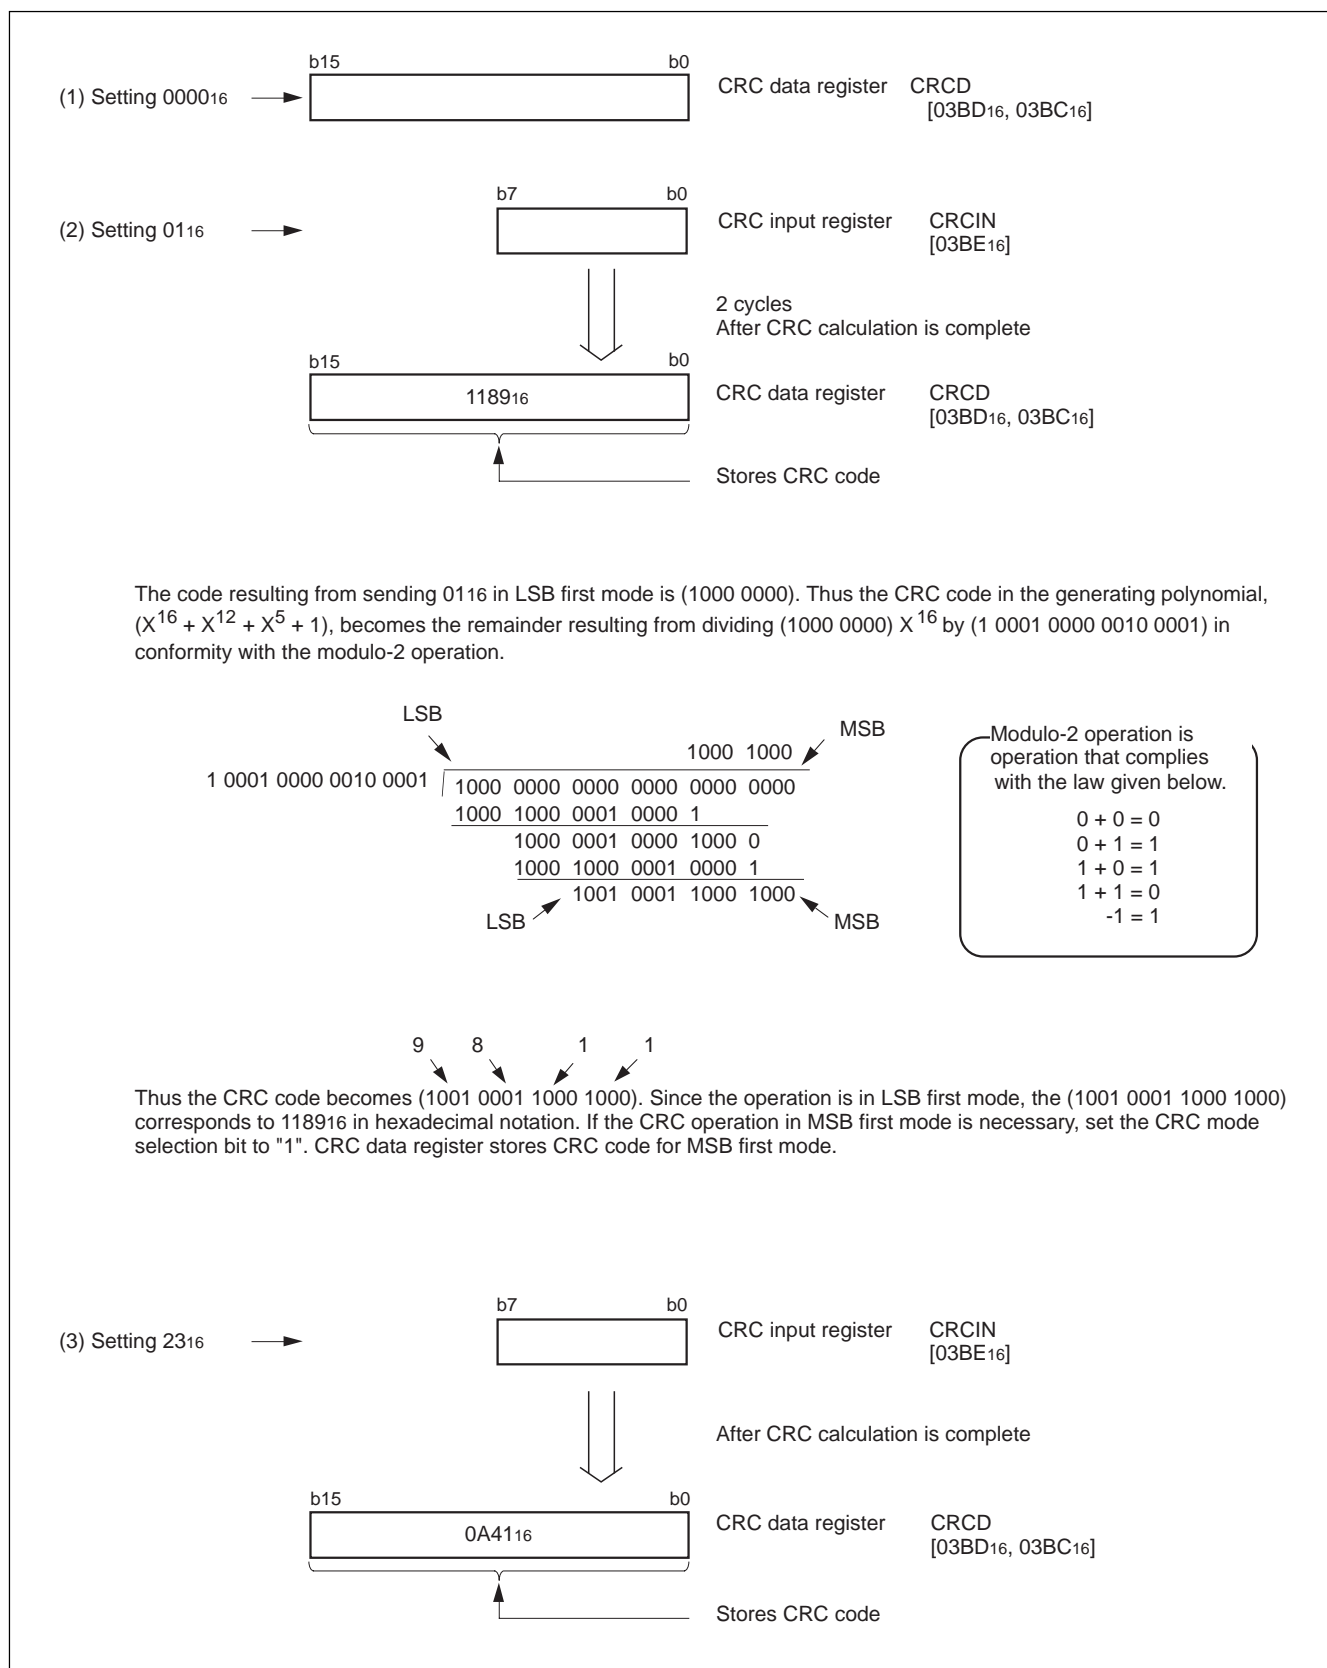 b15 b0
(1) Setting 000016 CRC data register CRCD
[03BD16, 03BC16]
b7 b0
(2) Setting 0116 CRC input register CRCIN
[03BE16]
2 cycles
After CRC calculation is complete
b15 b0
118916 CRC data register CRCD
[03BD16, 03BC16]
Stores CRC code
The code resulting from sending 0116 in LSB first mode is (1000 0000). Thus the CRC code in the generating polynomial,
(X16 + X12 + X5 + 1), becomes the remainder resulting from dividing (1000 0000) X 16 by (1 0001 0000 0010 0001) in
conformity with the modulo-2 operation.
LSB MSB
1000 1000
1 0001 0000 0010 0001 1000 0000 0000 0000 0000 0000
1000 1000 0001 0000 1
1000 0001 0000 1000 0
1000 1000 0001 0000 1
1001 0001 1000 1000
LSB MSB
Modulo-2 operation is
operation that complies
with the law given below.
0 + 0 = 0
0 + 1 = 1
1 + 0 = 1
1 + 1 = 0
-1 = 1
9 8 1 1
Thus the CRC code becomes (1001 0001 1000 1000). Since the operation is in LSB first mode, the (1001 0001 1000 1000)
corresponds to 118916 in hexadecimal notation. If the CRC operation in MSB first mode is necessary, set the CRC mode
selection bit to "1". CRC data register stores CRC code for MSB first mode.
b7 b0
(3) Setting 2316 CRC input register CRCIN
[03BE16]
After CRC calculation is complete
b15 b0
0A4116 CRC data register CRCD
[03BD16, 03BC16]
Stores CRC code